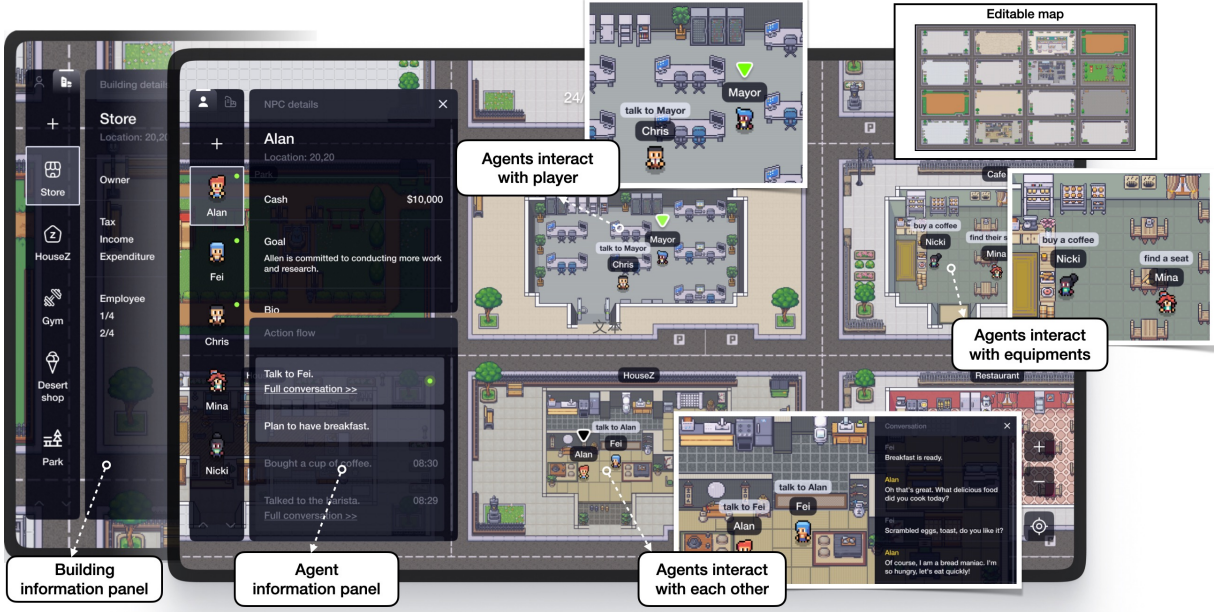 Editable map
Building details
Store
Location: 20,20
Owner
Tax
Income
Expenditure
Employee
1/4
2/4
Store
HouseZ
Gym
Desert
shop
Park
NPC details
Alan
Location: 20,20
Park
Cash
$10,000
Goal
Allen is committed to conducting more work
and research.
Bio
Action flow
Talk to Fei.
Full conversation >>
Plan to have breakfast.
Bought a cup of coffee.
08:30
Talked to the barista.
08:29
Full conversation >>
Alan
Fei
Chris
Mina
Nicki
24/
talk to Mayor
Chris
Mayor
Agents interact
with player
talk to Mayor
Chris
Mayor
文本
P
P
P
Cafe
buy a coffee
Nicki
find their s
Mina
buy a coffee
Nicki
find a seat
Mina
Agents interact
with equipments
HouseZ
talk to Alan
Fei
Alan
Restaurant
talk to Alan
Fei
talk to Fei
Alan
Conversation
Fei
Breakfast is ready.
Alan
Oh that's great. What delicious food
did you cook today?
Fei
Scrambled eggs, toast, do you like it?
Alan
Of course, I am a bread maniac. I'm
so hungry, let's eat quickly!
Building
information panel
Agent
information panel
Agents interact
with each other